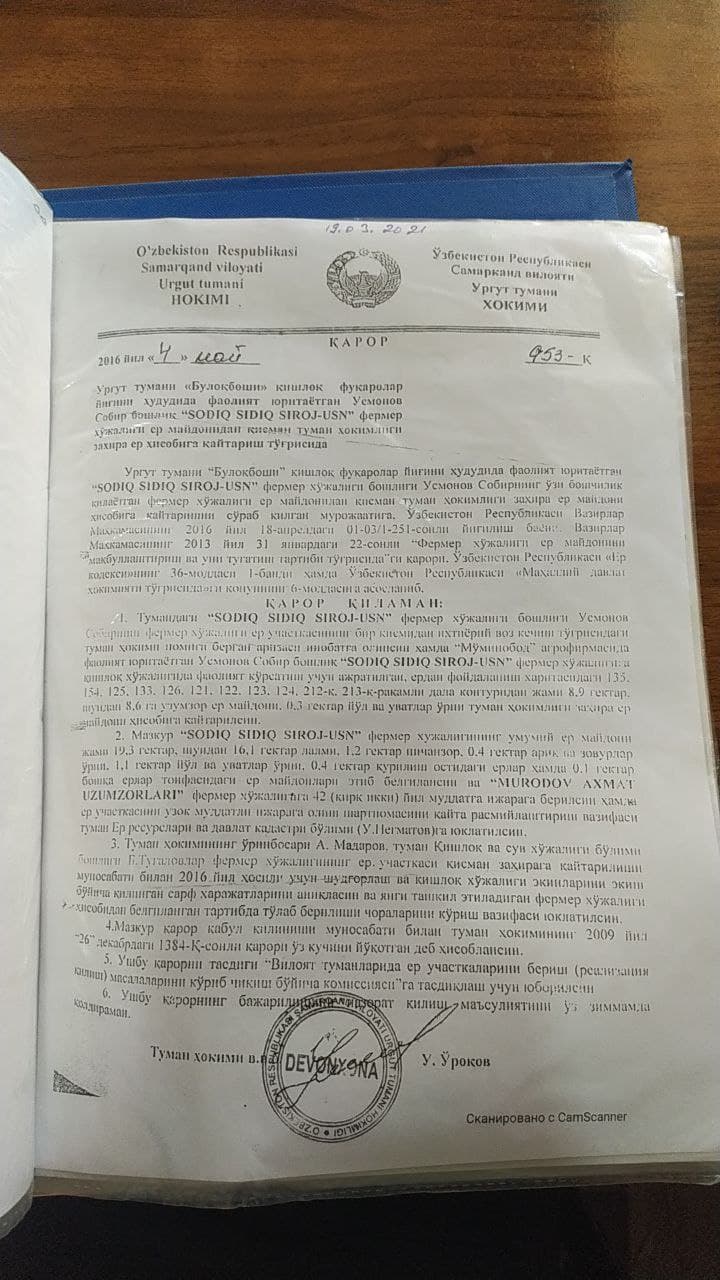 19.03.2021
O'zbekiston Respublikasi
Samarqand viloyati
Urgut tumani
HOKIMI
Ўзбекистон Республикаси
Самарканд вилояти
Ургут тумани
ХОКИМИ
ҚАРОР
2016 йил «4» май
953-қ
Ургут тумани «Булоқбоши» қишлоқ фуқаролар
йиғини ҳудудида фаолият юритаётган Усмонов
Собир бошлиқ “SODIQ SIDIQ SIROJ-USN” фермер
хўжалиги ер майдонидан қисман туман ҳокимлиги
захира ер ҳисобига қайтариш тўғрисида
Ургут тумани “Булоқбоши” қишлоқ фуқаролар йиғини ҳудудида фаолият юритаётган
“SODIQ SIDIQ SIROJ-USN” фермер хўжалиги бошлиғи Усмонов Собирнинг ўзи бошчилик
қилаётган фермер хўжалиги ер майдонидан қисман туман ҳокимлиги захира ер майдони
ҳисобига қайтаришни сўраб қилган мурожаатига, Ўзбекистон Республикаси Вазирлар
Маҳкамасининг 2016 йил 18-апрелдаги 01-03/1-251-сонли йиғилиш баёни, Вазирлар
Маҳкамасининг 2013 йил 31 январдаги 22-сонли “Фермер хўжалиги ер майдонини
мақбуллаштириш ва уни тугатиш тартиби тўғрисида”ги қарори, Ўзбекистон Республикаси «Ер
кодекси»нинг 36-моддаси 1-банди ҳамда Ўзбекистон Республикаси «Маҳаллий давлат
ҳокимияти тўғрисида»ги қонунининг 6-моддасига асосланиб,
ҚАРОР ҚИЛАМАН:
1. Тумандаги “SODIQ SIDIQ SIROJ-USN” фермер хўжалиги бошлиғи Усмонов
Собирнинг фермер хўжалиги ер участкасининг бир қисмидан ихтиёрий воз кечиш тўғрисидаги
туман ҳокими номига берган аризаси инобатга олинсин ҳамда “Мўминобод” агрофирмасида
фаолият юритаётган Усмонов Собир бошлиқ “SODIQ SIDIQ SIROJ-USN” фермер хўжалигига
қишлоқ хўжалигида фаолият кўрсатиш учун ажратилган, ердан фойдаланиш харитасидаги 135,
154, 125, 133, 126, 121, 122, 123, 124, 212-к, 213-к-рақамли дала контуридан жами 8,9 гектар,
шундан 8,6 га узумзор ер майдони, 0,3 гектар йўл ва уватлар ўрни туман ҳокимлиги захира ер
майдони ҳисобига қайтарилсин.
2. Мазкур “SODIQ SIDIQ SIROJ-USN” фермер хужалигининг умумий ер майдони
жами 19,3 гектар, шундан 16,1 гектар лалми, 1,2 гектар пичанзор, 0,4 гектар ариқ ва зовурлар
ўрни, 1,1 гектар йўл ва уватлар ўрни, 0,4 гектар қурилиш остидаги ерлар ҳамда 0,1 гектар
бошқа ерлар тоифасидаги ер майдонлари этиб белгилансин ва “MURODOV AXMAT
UZUMZORLARI” фермер хўжалигига 42 (кирк икки) йил муддатга ижарага берилсин ҳамда
ер участкасини узоқ муддатли ижарага олиш шартномасини қайта расмийлаштириш вазифаси
туман Ер ресурслари ва давлат кадастри бўлими (У.Негматов)га юклатилсин.
3. Туман ҳокимининг ўринбосари А. Мадаров, туман Қишлоқ ва сув хўжалиги бўлими
бошлиғи Б.Туғаловлар фермер хўжалигининг ер участкаси қисман захирага қайтарилиши
муносабати билан 2016 йил ҳосили учун шудгорлаш ва қишлоқ хўжалиги экинларини экиш
бўйича қилинган сарф харажатларини аниқласин ва янги ташкил этиладиган фермер хўжалиги
ҳисобидан белгиланган тартибда тўлаб берилиши чораларини кўриш вазифаси юклатилсин.
4.Мазкур қарор қабул қилиниши муносабати билан туман ҳокимининг 2009 йил
“26” декабрдаги 1384-Қ-сонли қарори ўз кучини йўқотган деб ҳисоблансин.
5. Ушбу қарорни тасдиғи “Вилоят туманларида ер участкаларини бериш (реализация
қилиш) масалаларини кўриб чиқиш бўйича комиссияси”га тасдиқлаш учун юборилсин
6. Ушбу қарорнинг бажарилишини назорат қилиш маъсулиятини ўз зиммамда
қолдираман.
Туман ҳокими в.в.б
DEVONXONA
У. Ўроқов
O'ZBEKISTON RESPUBLIKASI SAMARQAND VILOYATI URGUT TUMANI HOKIMLIGI
Сканировано с CamScanner